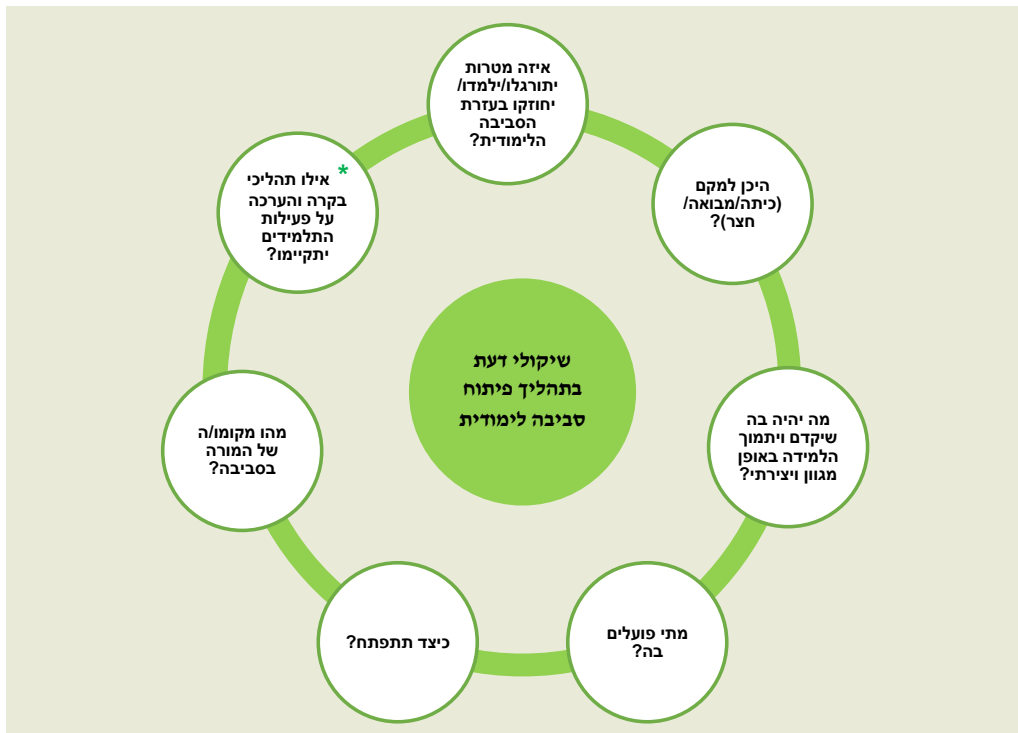 איזה מטרות
יתורגלו/ילמדו/
יחוזקו בעזרת
הסביבה
הלימודית?
היכן למקם
(כיתה/מבואה/
חצר)?
מה יהיה בה
שיקדם ויתמוך
הלמידה באופן
מגוון ויצירתי?
מתי פועלים
בה?
כיצד תתפתח?
מהו מקומו/ה
של המורה
בסביבה?
* אילו תהליכי
בקרה והערכה
על פעילות
התלמידים
יתקיימו?
שיקולי דעת
בתהליך פיתוח
סביבה לימודית